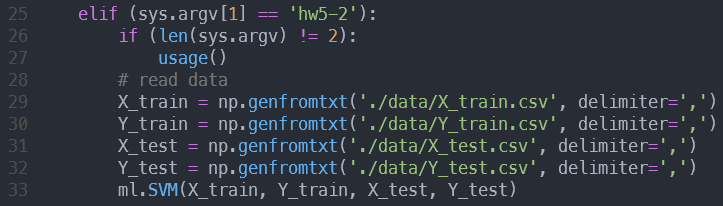 25 elif (sys.argv[1] == 'hw5-2'):
26 if (len(sys.argv) != 2):
27 usage()
28 # read data
29 X_train = np.genfromtxt('./data/X_train.csv', delimiter=',')
30 Y_train = np.genfromtxt('./data/Y_train.csv', delimiter=',')
31 X_test = np.genfromtxt('./data/X_test.csv', delimiter=',')
32 Y_test = np.genfromtxt('./data/Y_test.csv', delimiter=',')
33 ml.SVM(X_train, Y_train, X_test, Y_test)